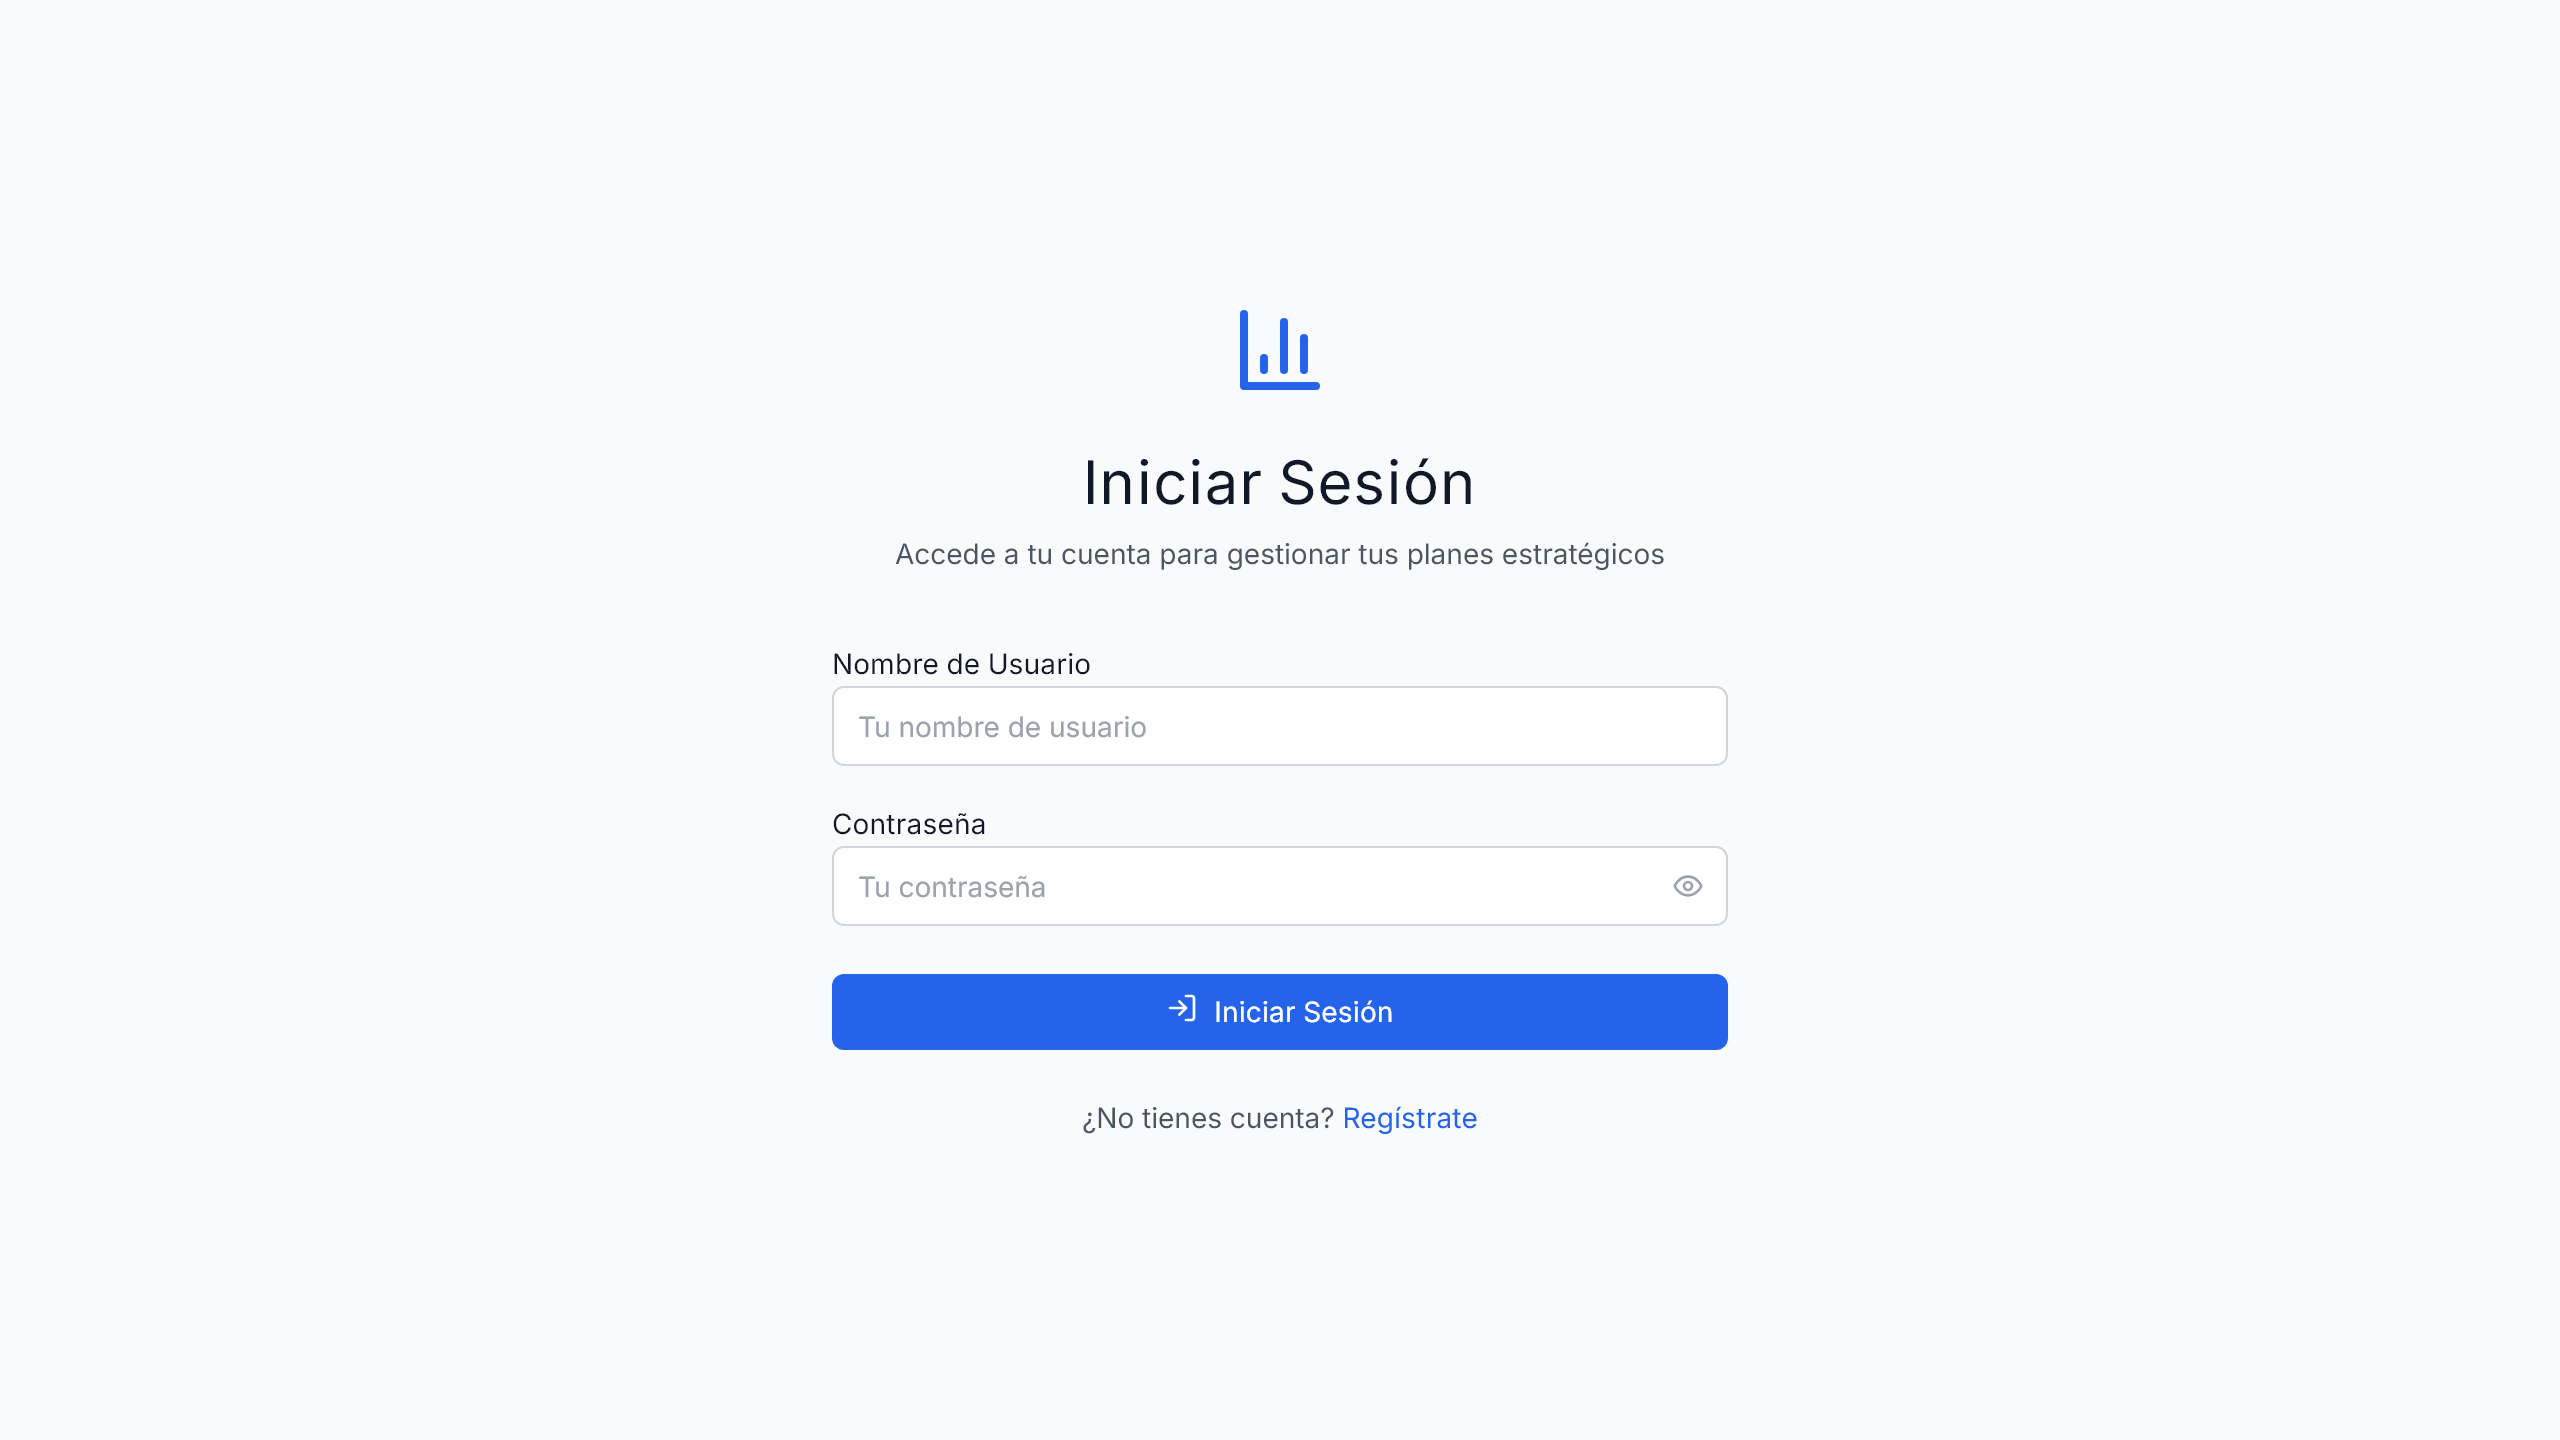 Iniciar Sesión
Accede a tu cuenta para gestionar tus planes estratégicos
Nombre de Usuario
Tu nombre de usuario
Contraseña
Tu contraseña
Iniciar Sesión
¿No tienes cuenta? Regístrate